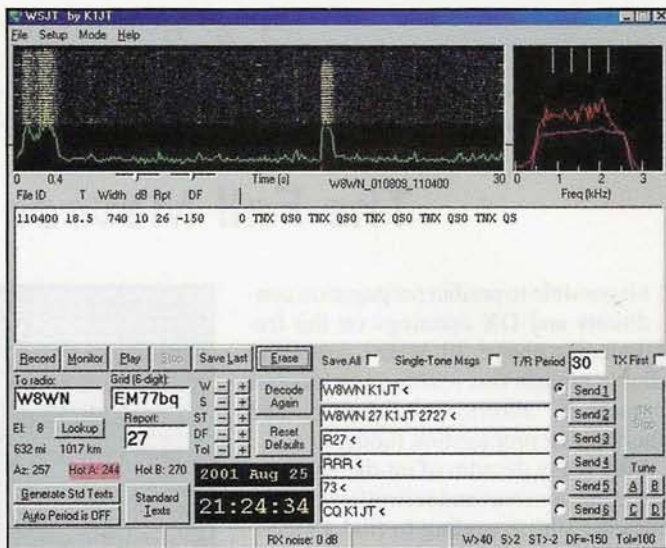 WSJT by K1JT
File Setup Mode Help
0 0.4 Time (s) W8WN_010809_110400 30
0 1 2 3
Freq (kHz)
File ID T Width dB Rpt DF
110400 18.5 740 10 26 -150 0 TNX QSO TNX QSO TNX QSO TNX QSO TNX QS
Record Monitor Play Stop Save Last Erase Save All Single-Tone Msgs T/R Period 30 TX First
To radio: Grid (6-digit):
W8WN EM77bq
El: 8 Lookup Report: 27
632 mi 1017 km
Az: 257 Hot A: 244 Hot B: 270
Generate Std Texts
Auto Period is OFF
Standard Texts
W - +
S - +
ST - +
DF - +
Tol - +
Decode Again
Reset Defaults
2001 Aug 25
21:24:34
W8WN K1JT < Send 1
W8WN 27 K1JT 2727 < Send 2
R27 < Send 3
RRR < Send 4
73 < Send 5
CQ K1JT < Send 6
TX Stop
Tune
A B
C D
RX noise: 0 dB W>40 S>2 ST>-2 DF=-150 Tol=100